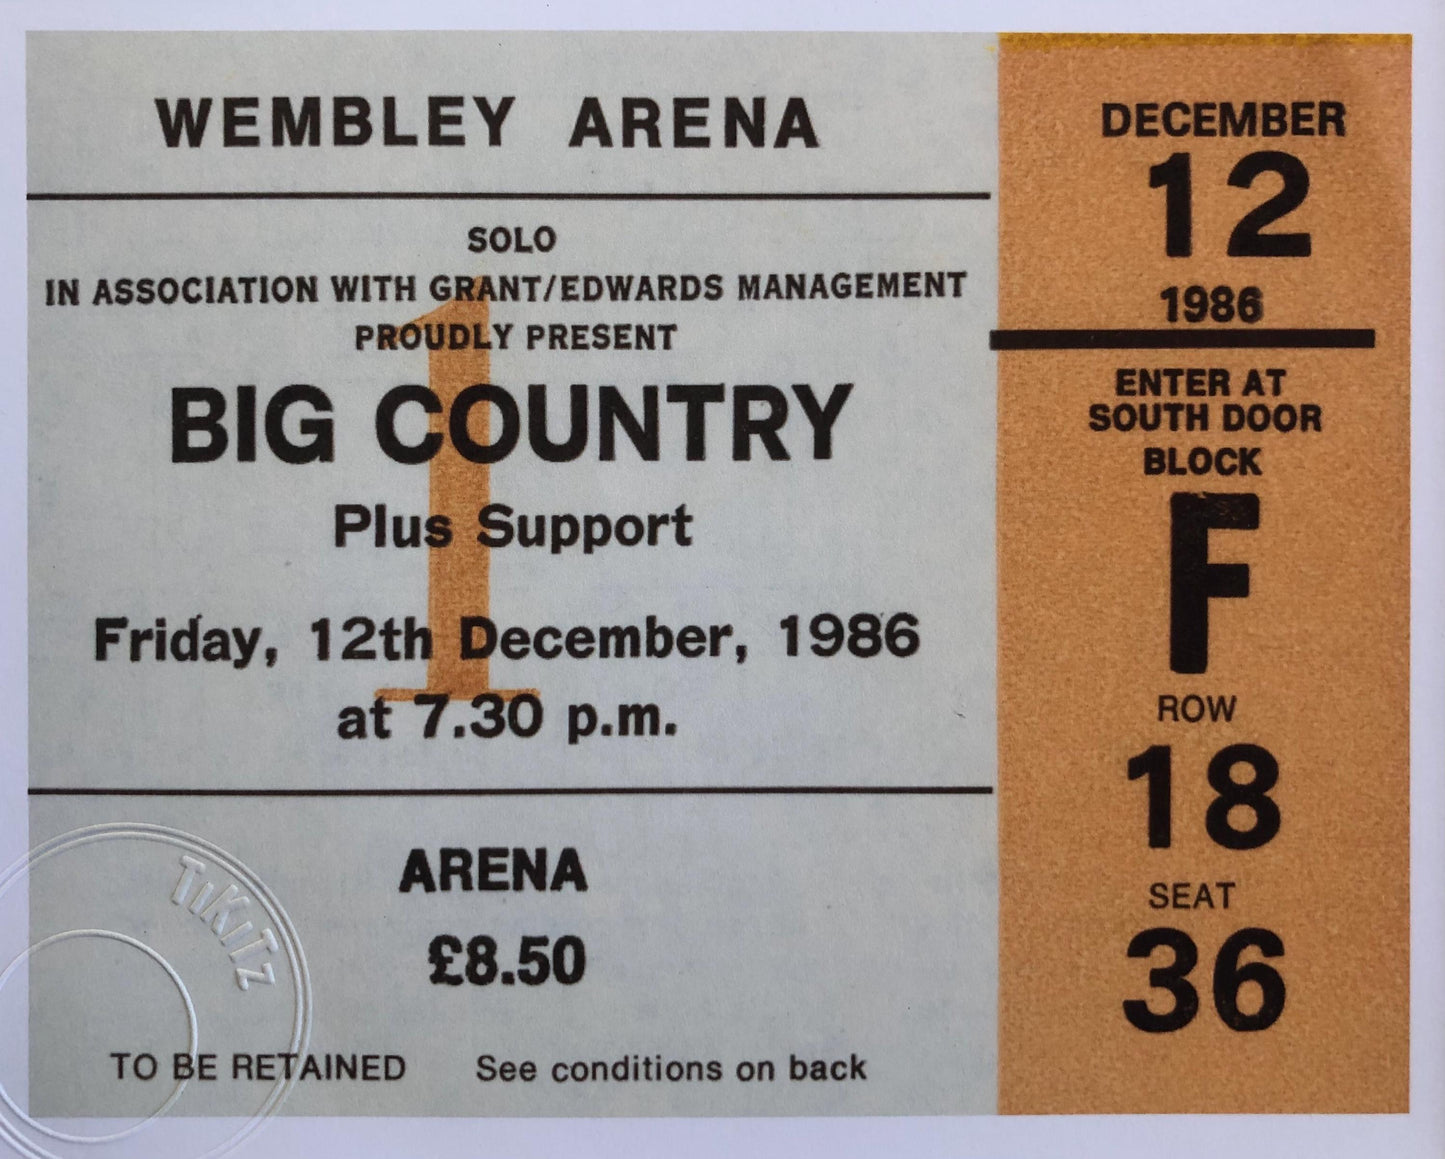 WEMBLEY ARENA
SOLO
IN ASSOCIATION WITH GRANT/EDWARDS MANAGEMENT
PROUDLY PRESENT
1
BIG COUNTRY
Plus Support
Friday, 12th December, 1986
at 7.30 p.m.
ARENA
£8.50
TO BE RETAINED See conditions on back
DECEMBER
12
1986
ENTER AT
SOUTH DOOR
BLOCK
F
ROW
18
SEAT
36
TiKiTz